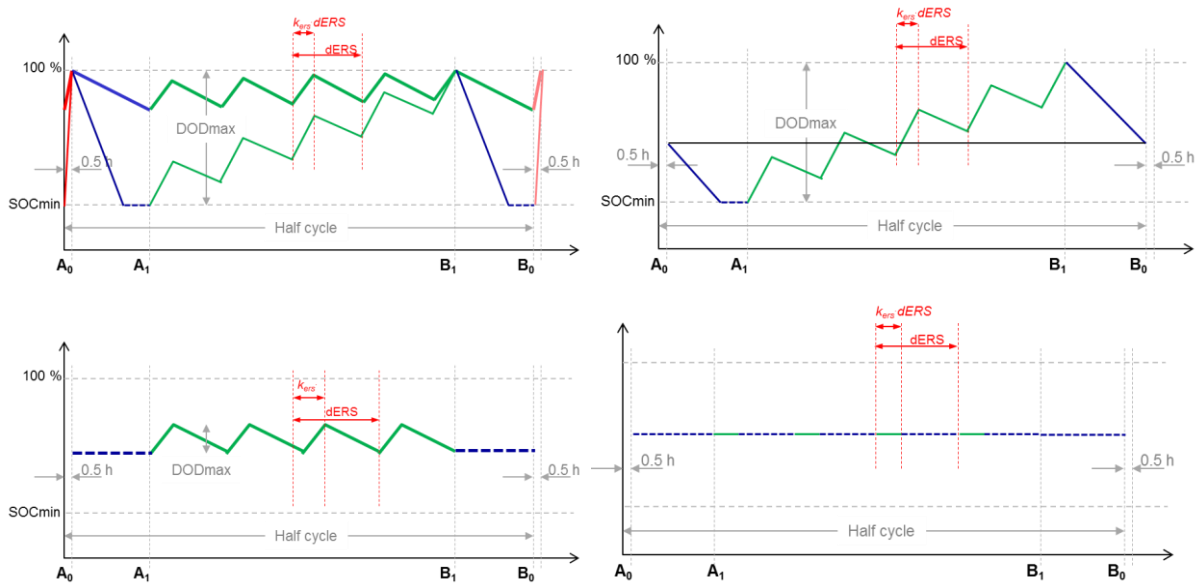 k_ers dERS
dERS
100 %
DODmax
0.5 h
0.5 h
SOCmin
Half cycle
A₀ A₁ B₁ B₀
k_ers dERS
dERS
100 %
DODmax
0.5 h
0.5 h
SOCmin
Half cycle
A₀ A₁ B₁ B₀
100 %
k_ers
dERS
DODmax
0.5 h
0.5 h
SOCmin
Half cycle
A₀ A₁ B₁ B₀
k_ers dERS
dERS
0.5 h
0.5 h
Half cycle
A₀ A₁ B₁ B₀